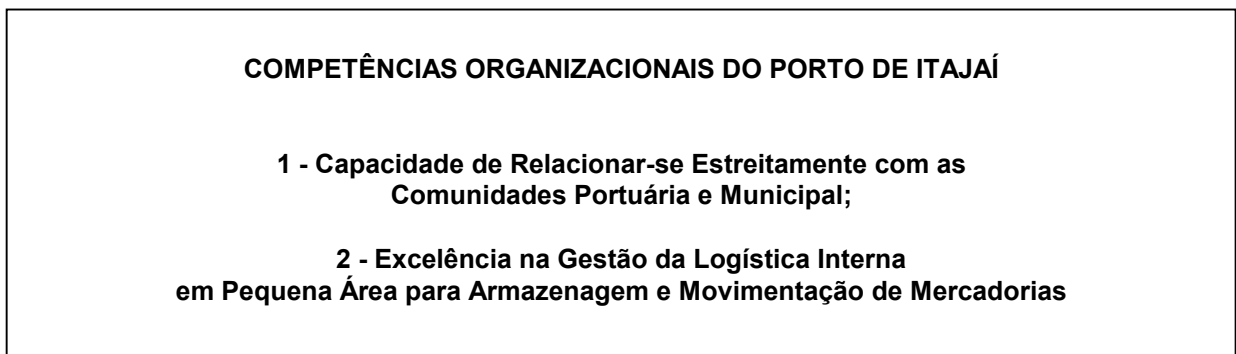 COMPETÊNCIAS ORGANIZACIONAIS DO PORTO DE ITAJAÍ
1 - Capacidade de Relacionar-se Estreitamente com as
Comunidades Portuária e Municipal;
2 - Excelência na Gestão da Logística Interna
em Pequena Área para Armazenagem e Movimentação de Mercadorias